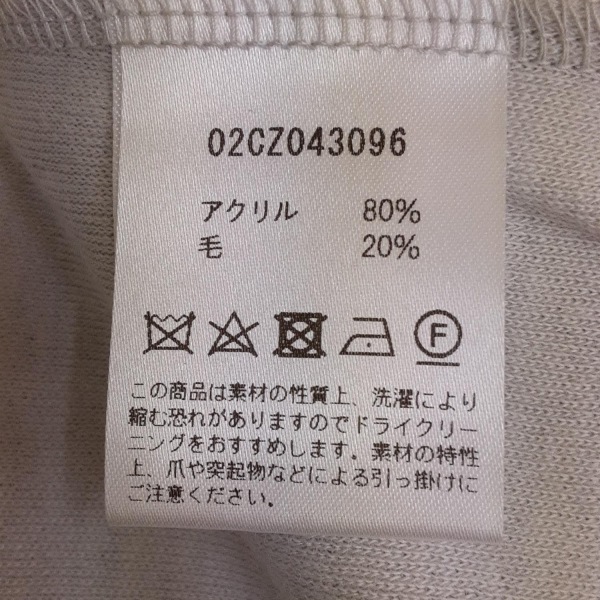 02CZ043096
アクリル 80%
毛 20%
F
この商品は素材の性質上、洗濯により
縮む恐れがありますのでドライクリー
ニングをおすすめします。素材の特性
上、爪や突起物などによる引っ掛けに
ご注意ください。